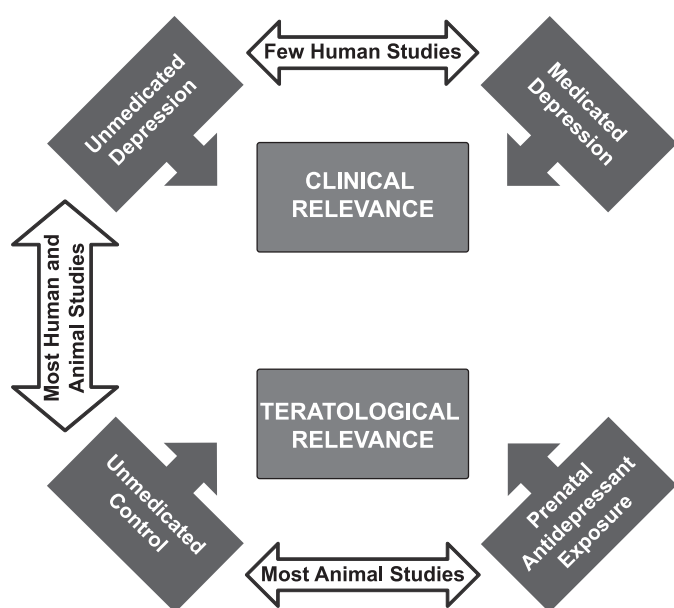 Few Human Studies
Unmedicated
Depression
Medicated
Depression
CLINICAL
RELEVANCE
Most Human and
Animal Studies
TERATOLOGICAL
RELEVANCE
Unmedicated
Control
Prenatal
Antidepressant
Exposure
Most Animal Studies